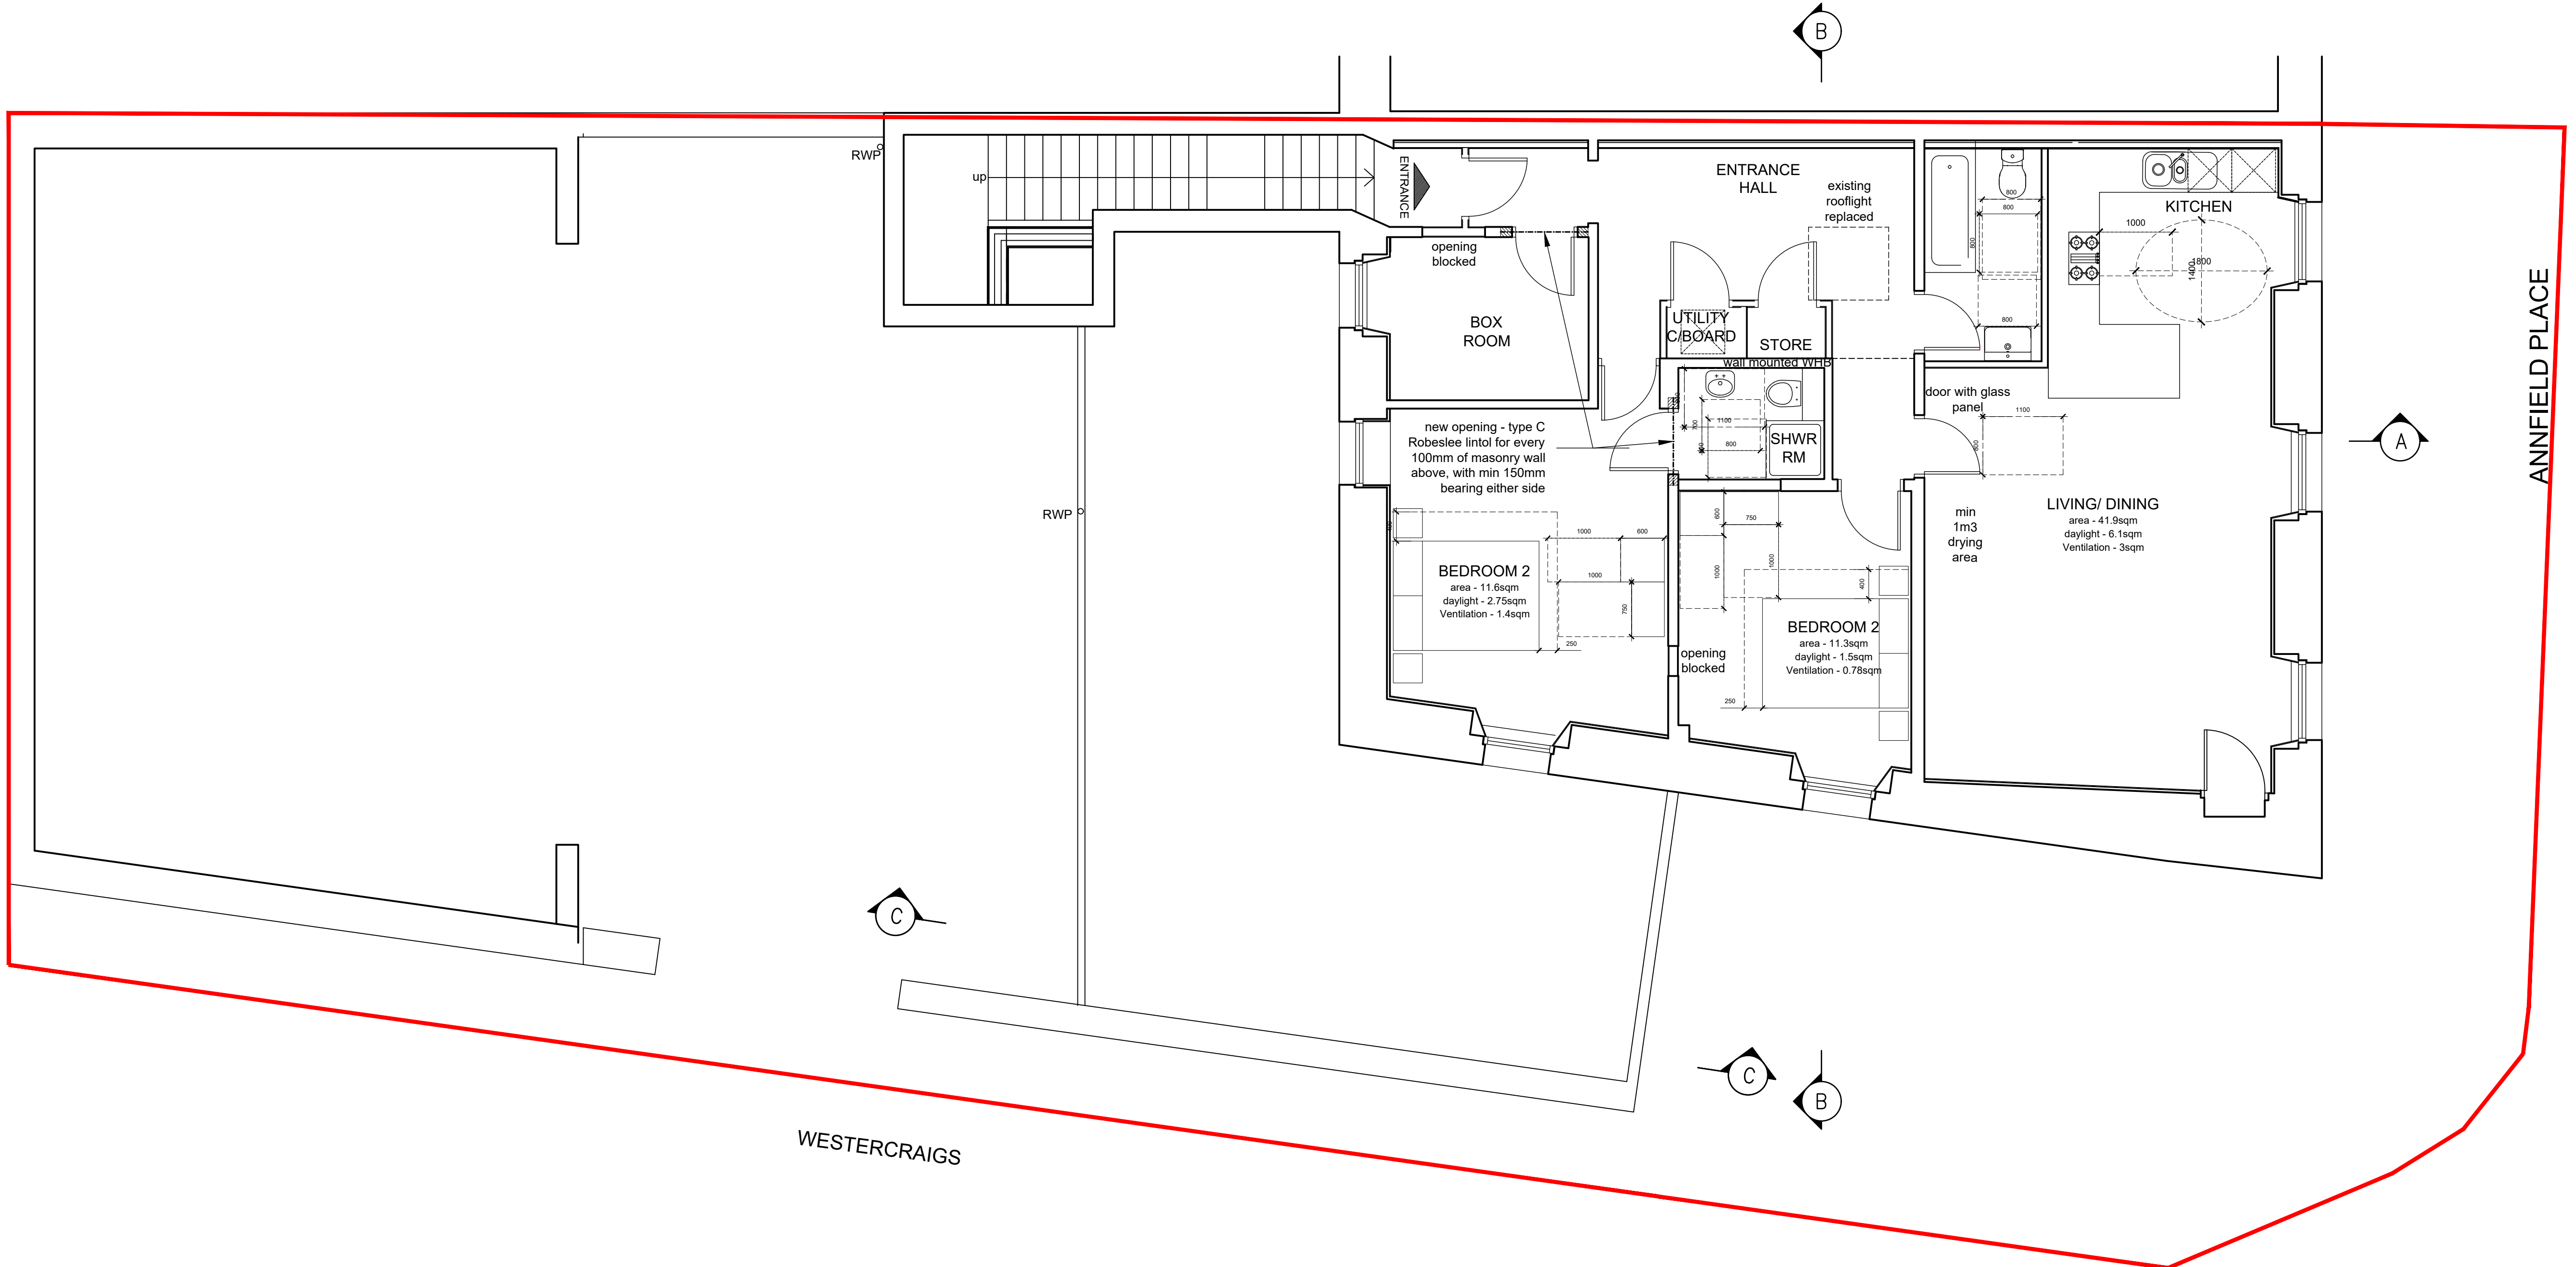 B
RWP
up
ENTRANCE
ENTRANCE
HALL
existing
rooflight
replaced
opening
blocked
BOX
ROOM
UTILITY
C/BOARD
STORE
wall mounted WHB
800
800
800
800
KITCHEN
1000
1800
1400
ANNFIELD PLACE
A
door with glass
panel
1100
800
new opening - type C
Robeslee lintol for every
100mm of masonry wall
above, with min 150mm
bearing either side
1100
700
800
SHWR
RM
RWP
LIVING/ DINING
area - 41.9sqm
daylight - 6.1sqm
Ventilation - 3sqm
min
1m3
drying
area
400
1000
600
1000
750
250
BEDROOM 2
area - 11.6sqm
daylight - 2.75sqm
Ventilation - 1.4sqm
600
750
1000
1000
400
BEDROOM 2
area - 11.3sqm
daylight - 1.5sqm
Ventilation - 0.78sqm
opening
blocked
250
C
C
B
WESTERCRAIGS